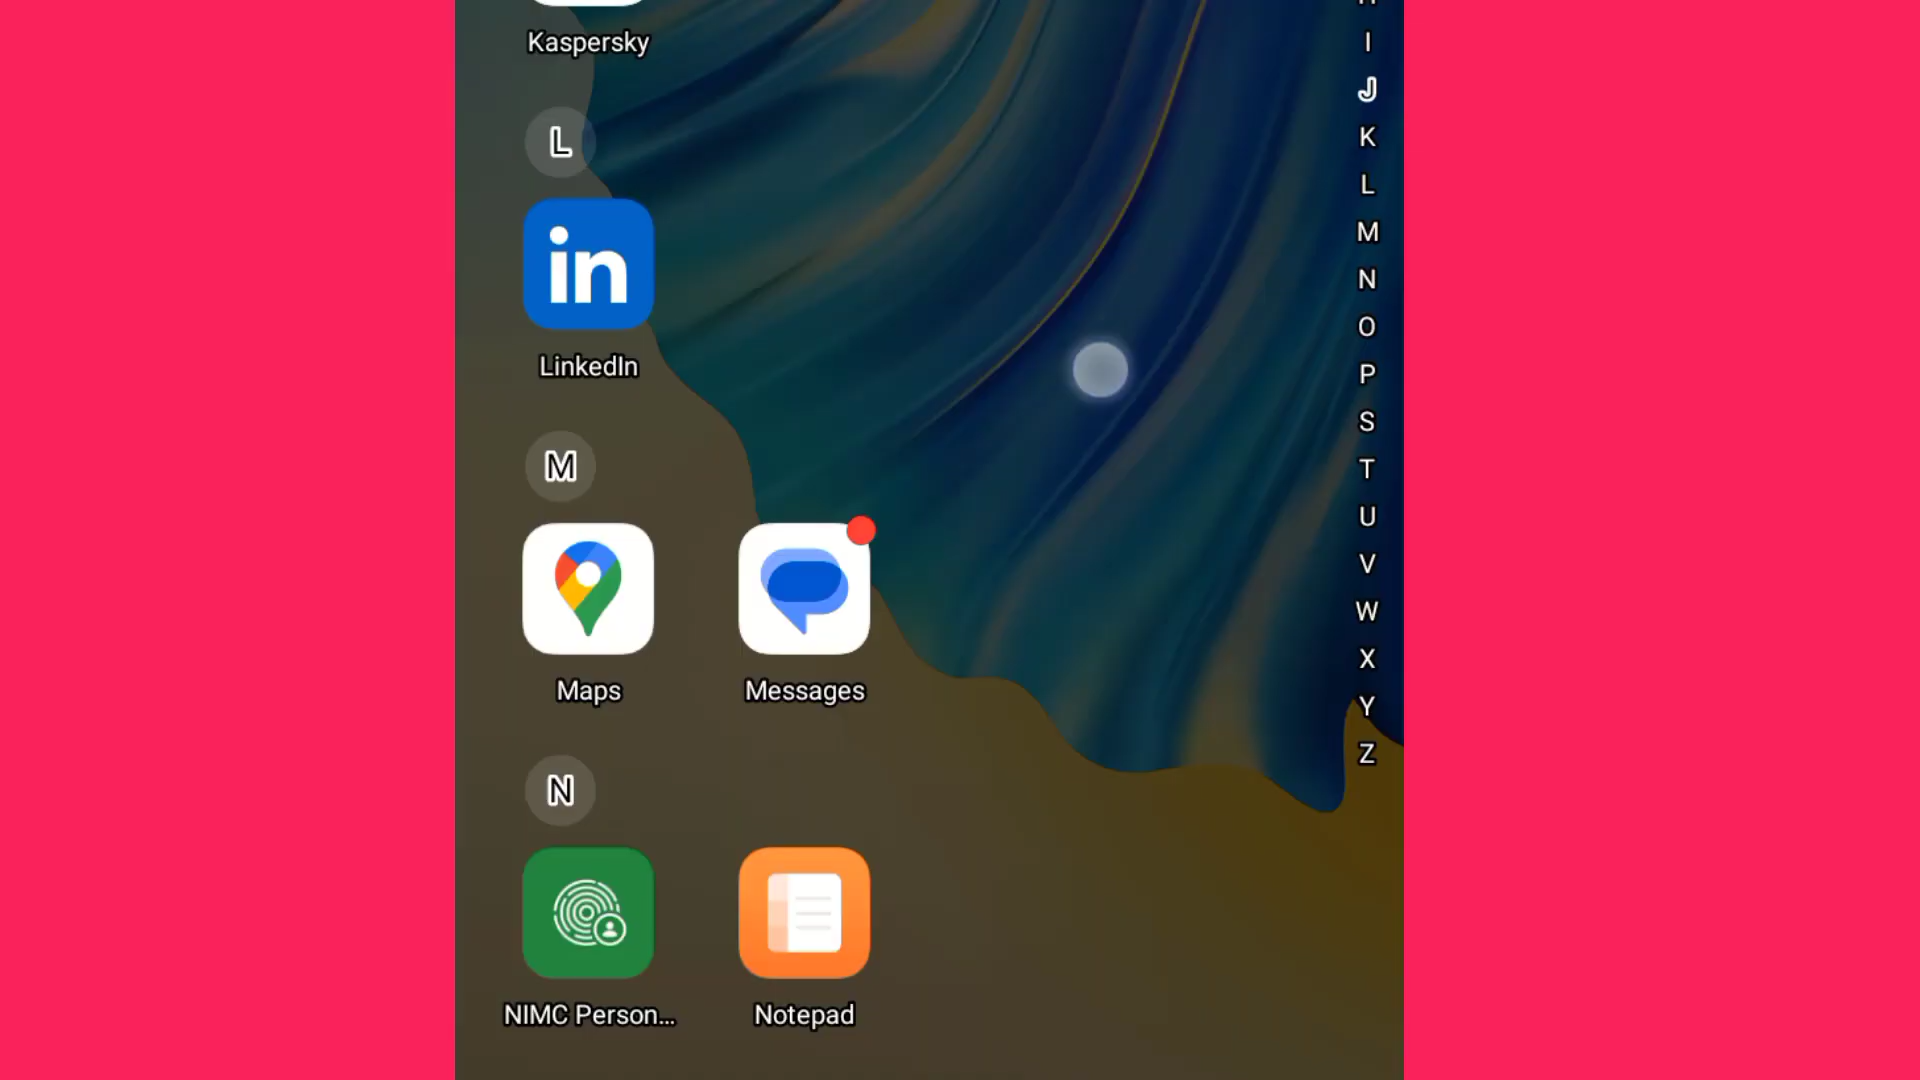 Kaspersky
L
in
LinkedIn
M
Maps
Messages
N
NIMC Person...
Notepad
I
J
K
L
M
N
O
P
S
T
U
V
W
X
Y
Z